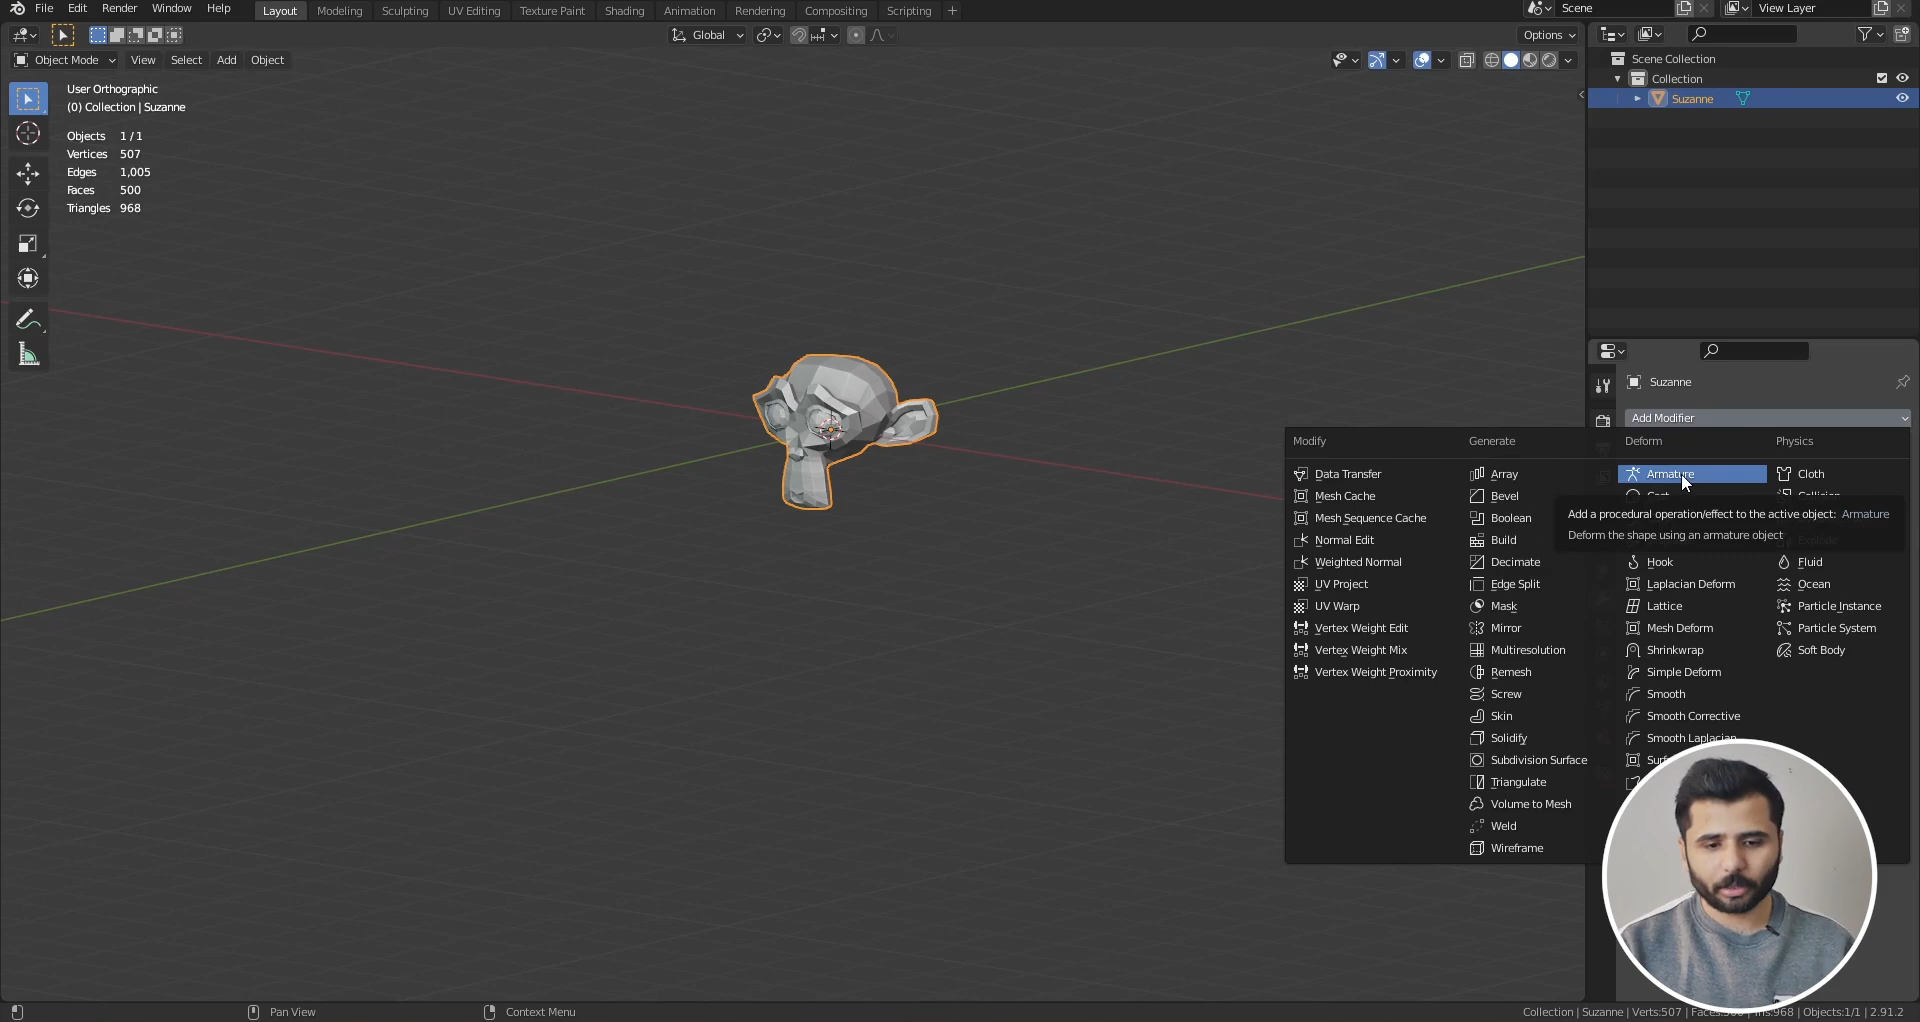 File Edit Render Window Help Layout Modeling Sculpting UV Editing Texture Paint Shading Animation Rendering Compositing Scripting + Scene View Layer
Global Options
Object Mode View Select Add Object
User Orthographic
(0) Collection | Suzanne
Objects 1 / 1
Vertices 507
Edges 1,005
Faces 500
Triangles 968
Scene Collection
Collection
Suzanne
Suzanne
Add Modifier
Modify Generate Deform Physics
Data Transfer Array Armature Cloth
Mesh Cache Bevel Cast Collision
Mesh Sequence Cache Boolean
Add a procedural operation/effect to the active object: Armature
Deform the shape using an armature object
Normal Edit Build Explode
Weighted Normal Decimate Hook Fluid
UV Project Edge Split Laplacian Deform Ocean
UV Warp Mask Lattice Particle Instance
Vertex Weight Edit Mirror Mesh Deform Particle System
Vertex Weight Mix Multiresolution Shrinkwrap Soft Body
Vertex Weight Proximity Remesh Simple Deform
Screw Smooth
Skin Smooth Corrective
Solidify Smooth Laplacian
Subdivision Surface
Triangulate
Volume to Mesh
Weld
Wireframe
Pan View Context Menu Collection | Suzanne | Verts:507 | Faces:500 | Tris:968 | Objects:1/1 | 2.91.2